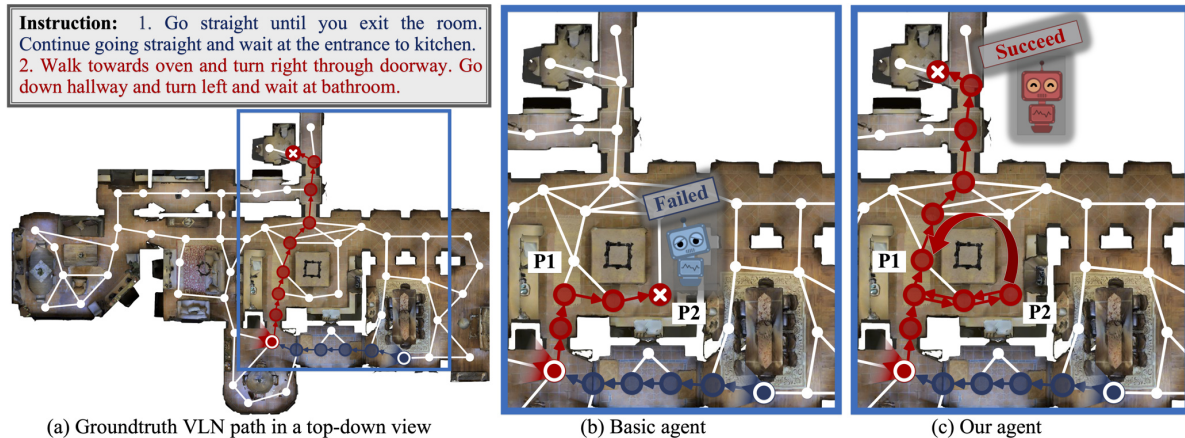 Instruction: 1. Go straight until you exit the room.
Continue going straight and wait at the entrance to kitchen.
2. Walk towards oven and turn right through doorway. Go
down hallway and turn left and wait at bathroom.
(a) Groundtruth VLN path in a top-down view
Failed
P1
P2
(b) Basic agent
Succeed
P1
P2
(c) Our agent